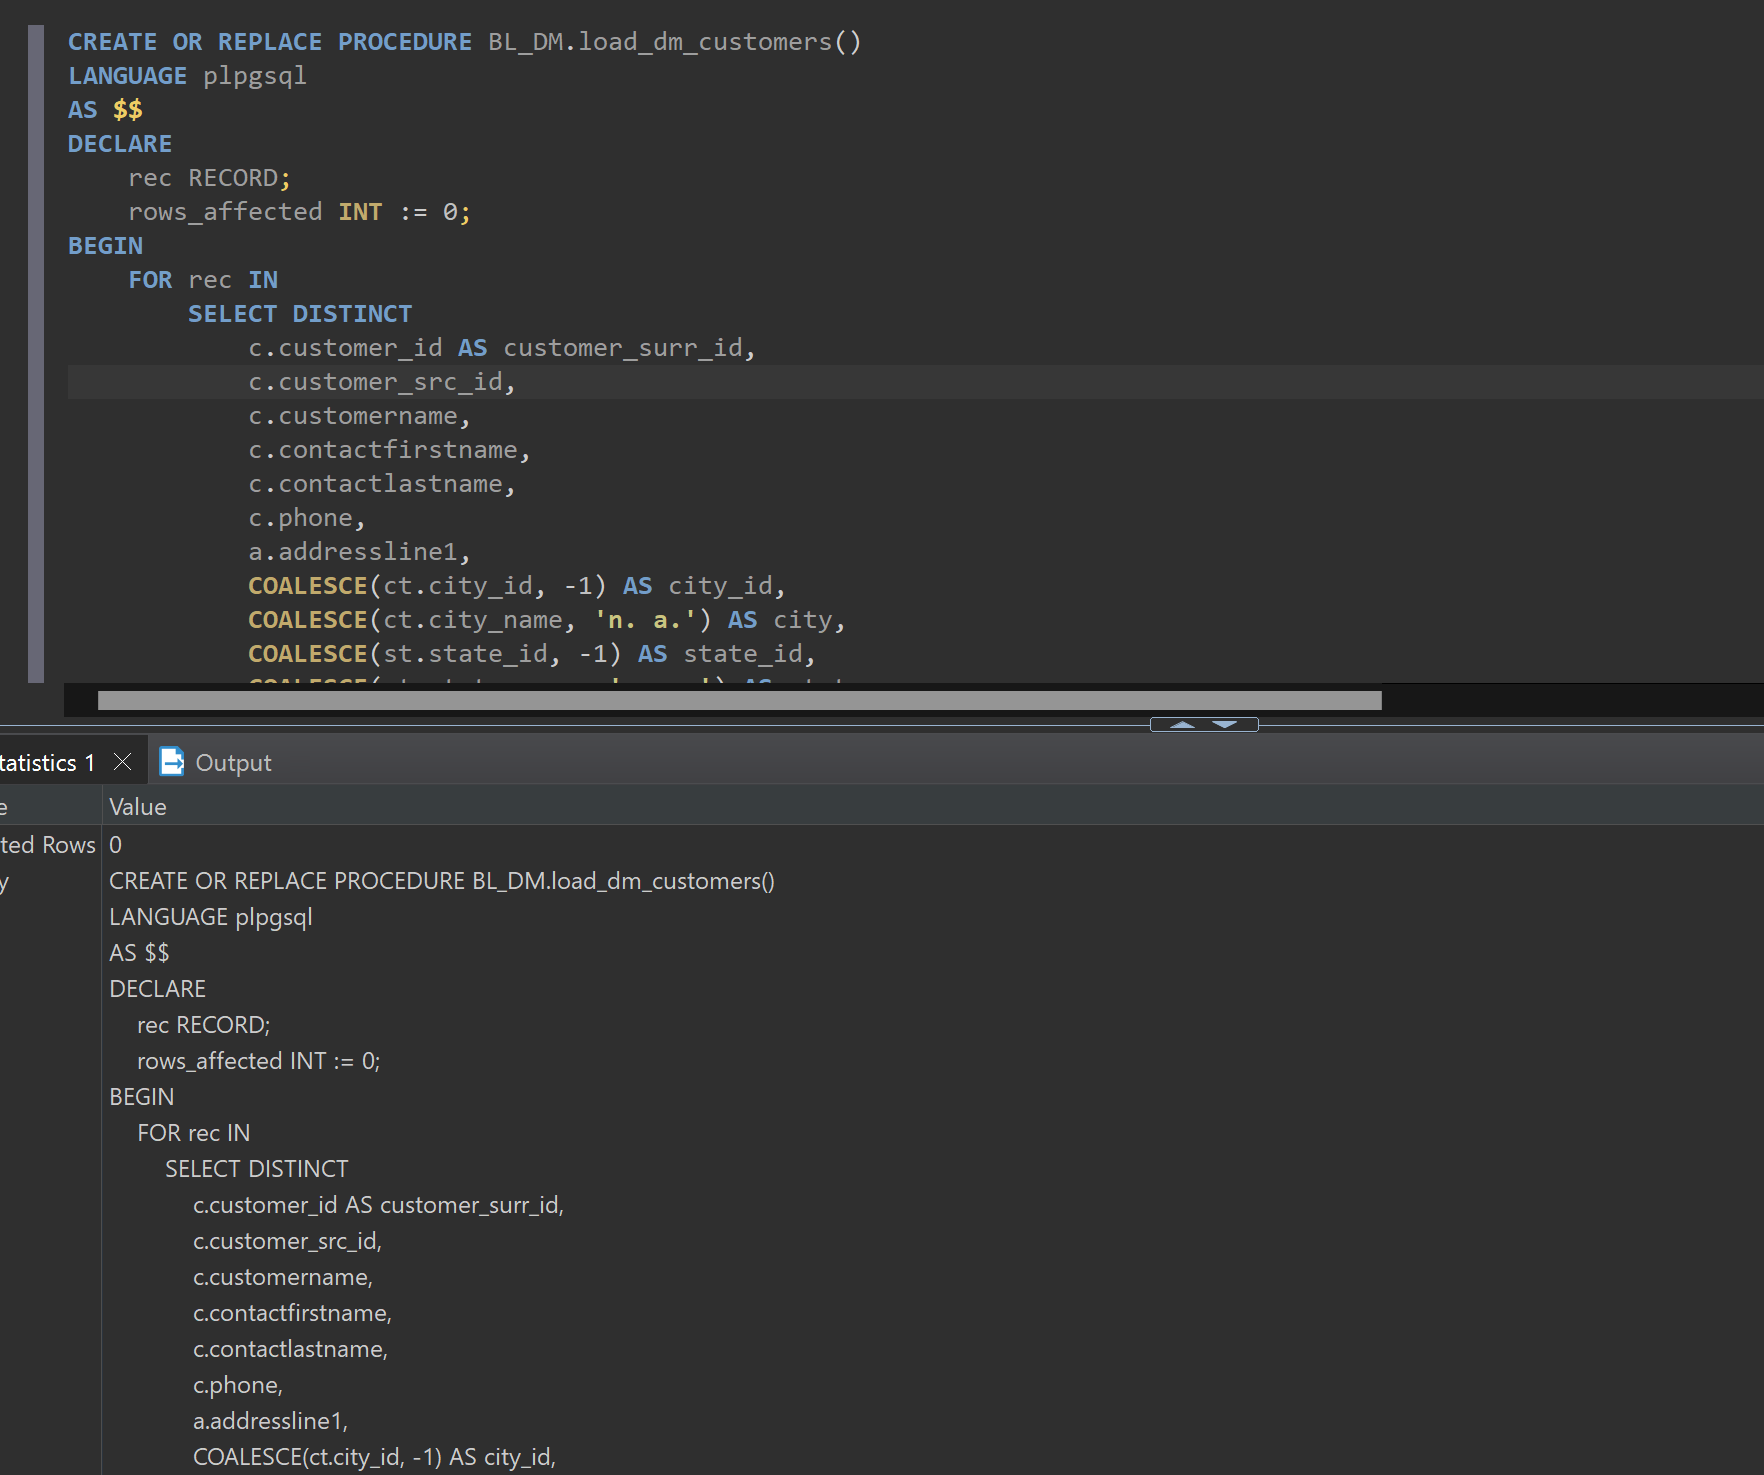 CREATE OR REPLACE PROCEDURE BL_DM.load_dm_customers()
LANGUAGE plpgsql
AS $$
DECLARE
    rec RECORD;
    rows_affected INT := 0;
BEGIN
    FOR rec IN
        SELECT DISTINCT
            c.customer_id AS customer_surr_id,
            c.customer_src_id,
            c.customername,
            c.contactfirstname,
            c.contactlastname,
            c.phone,
            a.addressline1,
            COALESCE(ct.city_id, -1) AS city_id,
            COALESCE(ct.city_name, 'n. a.') AS city,
            COALESCE(st.state_id, -1) AS state_id,
tatistics 1 Output
e Value
ted Rows 0
y CREATE OR REPLACE PROCEDURE BL_DM.load_dm_customers()
LANGUAGE plpgsql
AS $$
DECLARE
    rec RECORD;
    rows_affected INT := 0;
BEGIN
    FOR rec IN
        SELECT DISTINCT
            c.customer_id AS customer_surr_id,
            c.customer_src_id,
            c.customername,
            c.contactfirstname,
            c.contactlastname,
            c.phone,
            a.addressline1,
            COALESCE(ct.city_id, -1) AS city_id,